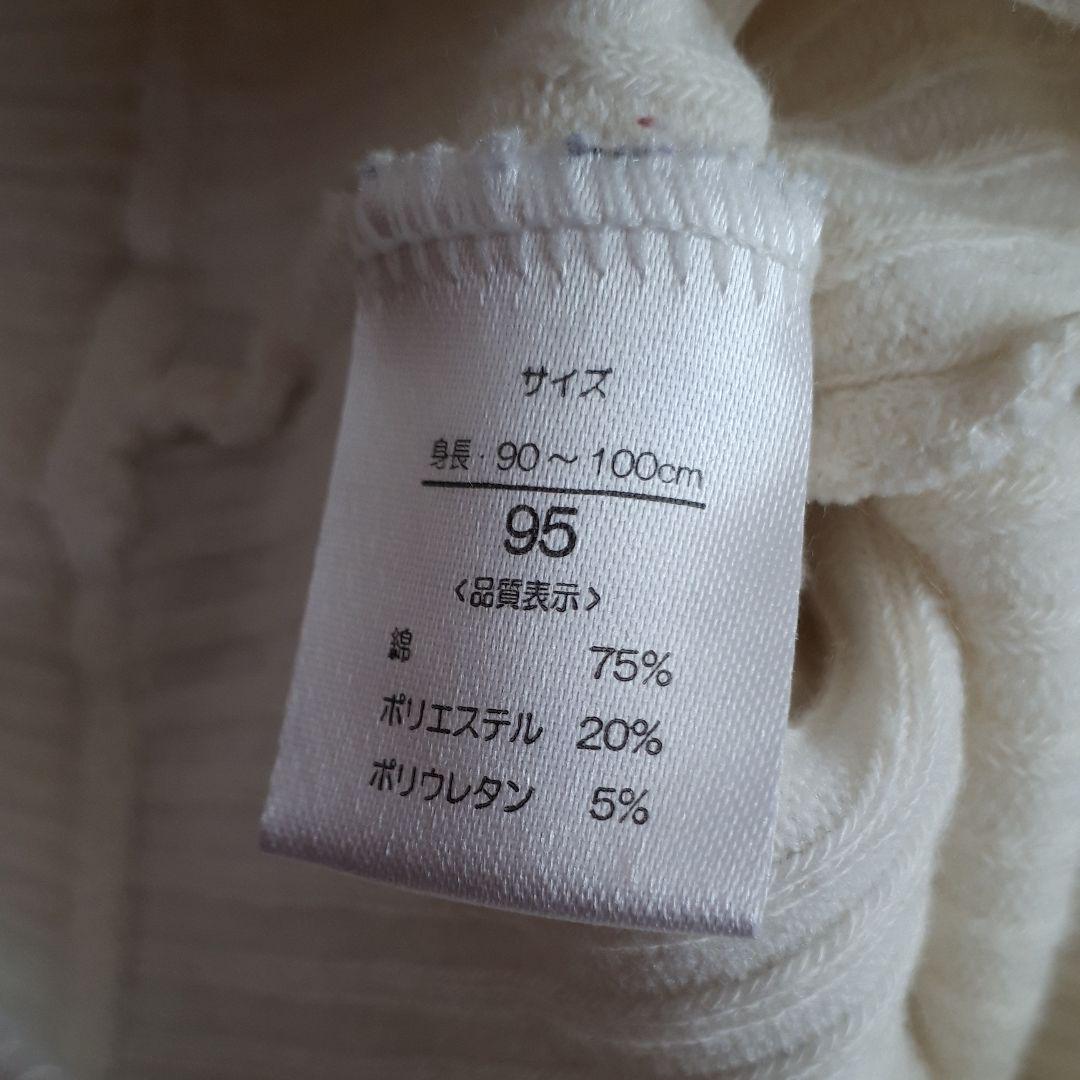 サイズ
身長・90～100cm
95
〈品質表示〉
綿 75%
ポリエステル 20%
ポリウレタン 5%